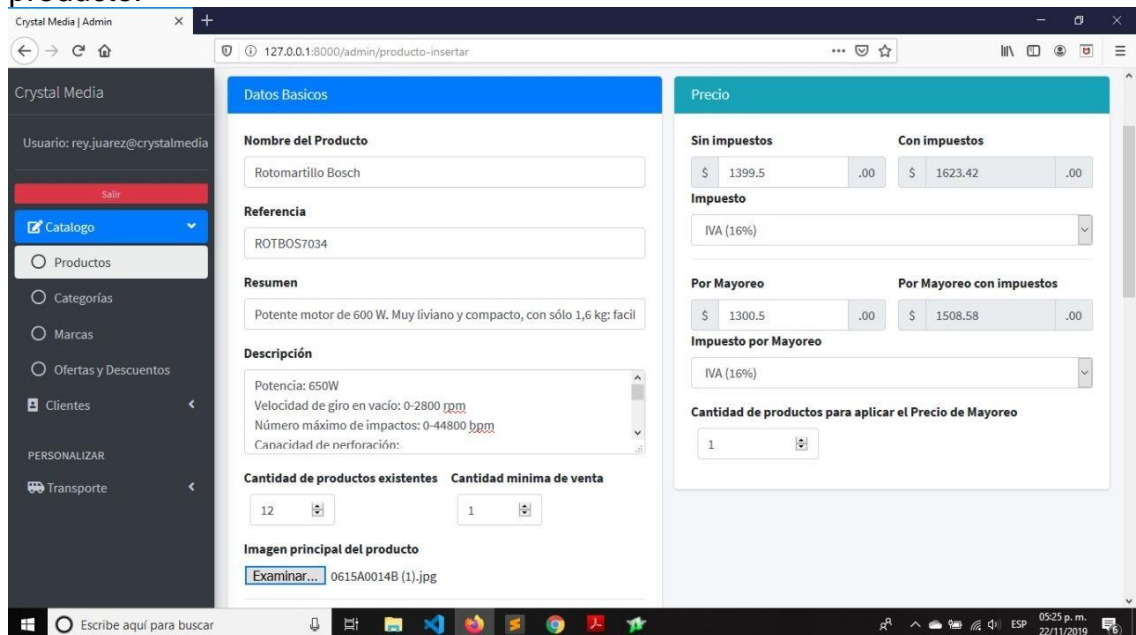 producto.
Crystal Media | Admin
127.0.0.1:8000/admin/producto-insertar
Crystal Media
Usuario: rey.juarez@crystalmedia
Salir
Catalogo
Productos
Categorías
Marcas
Ofertas y Descuentos
Clientes
PERSONALIZAR
Transporte
Datos Basicos
Nombre del Producto
Rotomartillo Bosch
Referencia
ROTBOS7034
Resumen
Potente motor de 600 W. Muy liviano y compacto, con sólo 1,6 kg: facil
Descripción
Potencia: 650W
Velocidad de giro en vacío: 0-2800 rpm
Número máximo de impactos: 0-44800 bpm
Capacidad de perforación:
Cantidad de productos existentes Cantidad minima de venta
12 1
Imagen principal del producto
Examinar... 0615A0014B (1).jpg
Precio
Sin impuestos Con impuestos
$ 1399.5 .00 $ 1623.42 .00
Impuesto
IVA (16%)
Por Mayoreo Por Mayoreo con impuestos
$ 1300.5 .00 $ 1508.58 .00
Impuesto por Mayoreo
IVA (16%)
Cantidad de productos para aplicar el Precio de Mayoreo
1
Escribe aquí para buscar
ESP
05:25 p. m.
22/11/2019
6